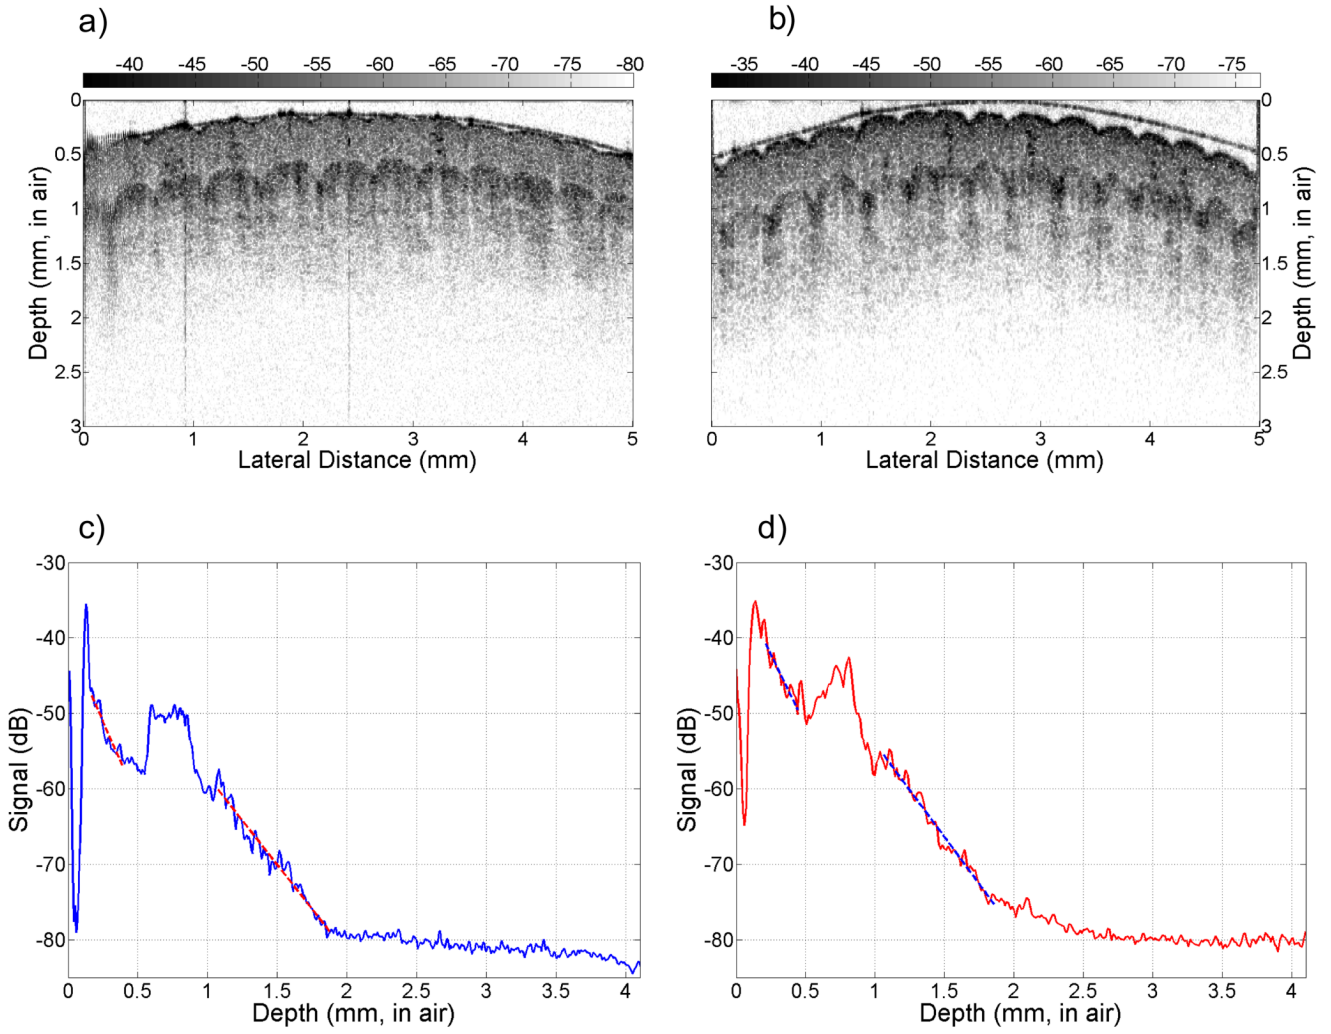 a)
-40 -45 -50 -55 -60 -65 -70 -75 -80
0
0.5
1
1.5
2
2.5
3
Depth (mm, in air)
0 1 2 3 4 5
Lateral Distance (mm)
b)
-35 -40 -45 -50 -55 -60 -65 -70 -75
0
0.5
1
1.5
2
2.5
3
Depth (mm, in air)
0 1 2 3 4 5
Lateral Distance (mm)
c)
-30
-40
-50
-60
-70
-80
Signal (dB)
0 0.5 1 1.5 2 2.5 3 3.5 4
Depth (mm, in air)
d)
-30
-40
-50
-60
-70
-80
Signal (dB)
0 0.5 1 1.5 2 2.5 3 3.5 4
Depth (mm, in air)